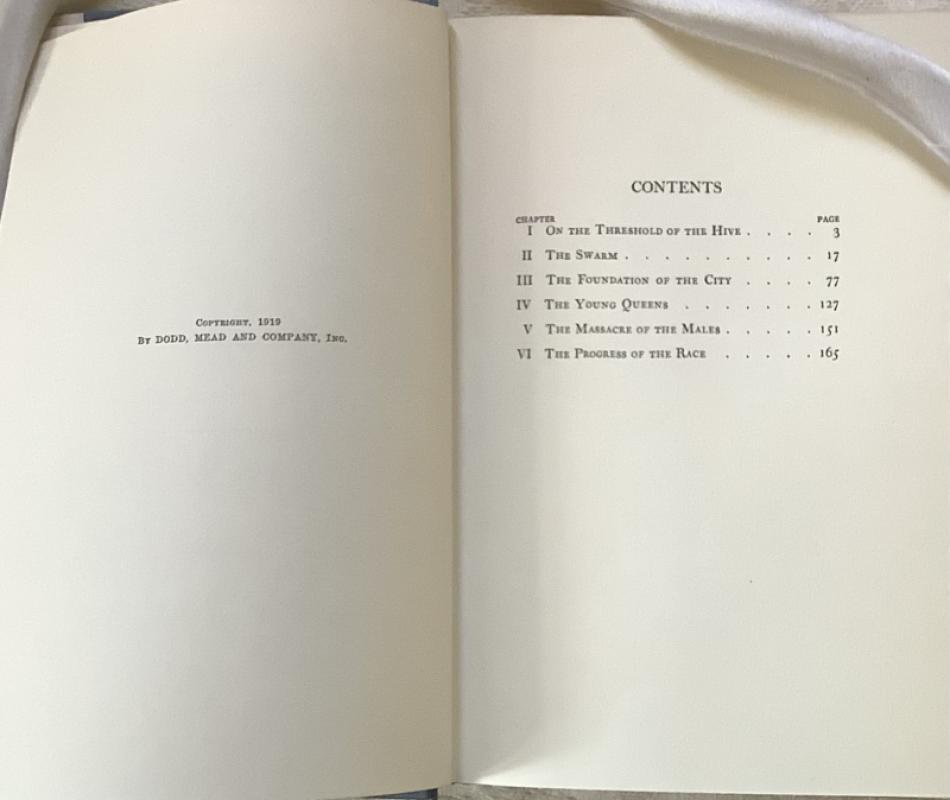 COPYRIGHT, 1919
BY DODD, MEAD AND COMPANY, INC.
CONTENTS
CHAPTER PAGE
I ON THE THRESHOLD OF THE HIVE . . . . 3
II THE SWARM . . . . . . . . . 17
III THE FOUNDATION OF THE CITY . . . . 77
IV THE YOUNG QUEENS . . . . . . . 127
V THE MASSACRE OF THE MALES . . . . . 151
VI THE PROGRESS OF THE RACE . . . . . 165